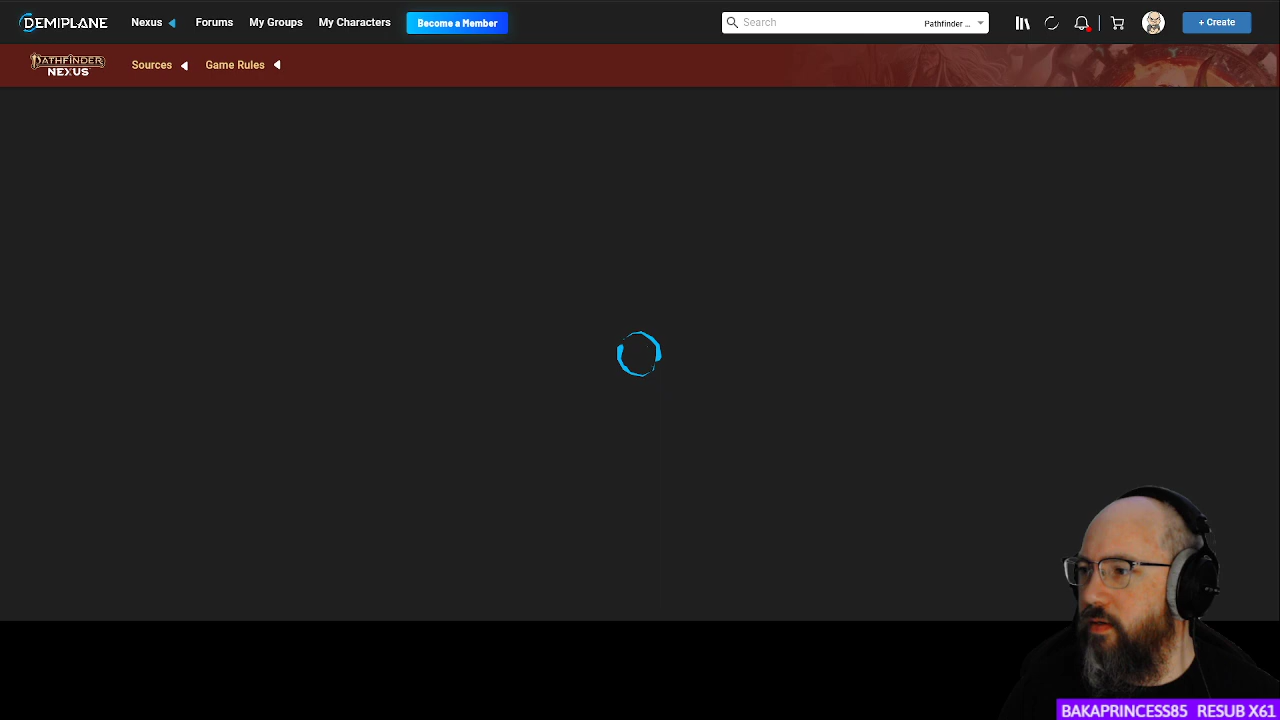 DEMIPLANE Nexus Forums My Groups My Characters Become a Member Search Pathfinder ... + Create
PATHFINDER NEXUS Sources Game Rules
BAKAPRINCESS85 RESUB X61